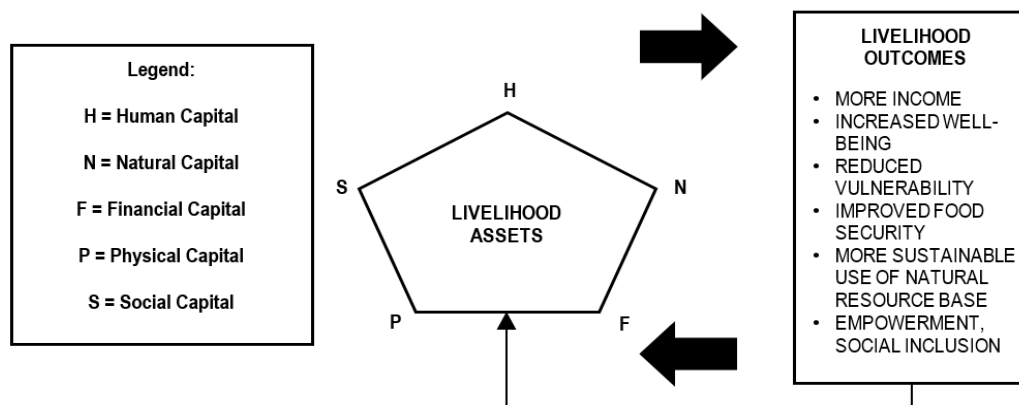 Legend:
H = Human Capital
N = Natural Capital
F = Financial Capital
P = Physical Capital
S = Social Capital
H
S
N
LIVELIHOOD
ASSETS
P
F
LIVELIHOOD
OUTCOMES
• MORE INCOME
• INCREASED WELL-
BEING
• REDUCED
VULNERABILITY
• IMPROVED FOOD
SECURITY
• MORE SUSTAINABLE
USE OF NATURAL
RESOURCE BASE
• EMPOWERMENT,
SOCIAL INCLUSION